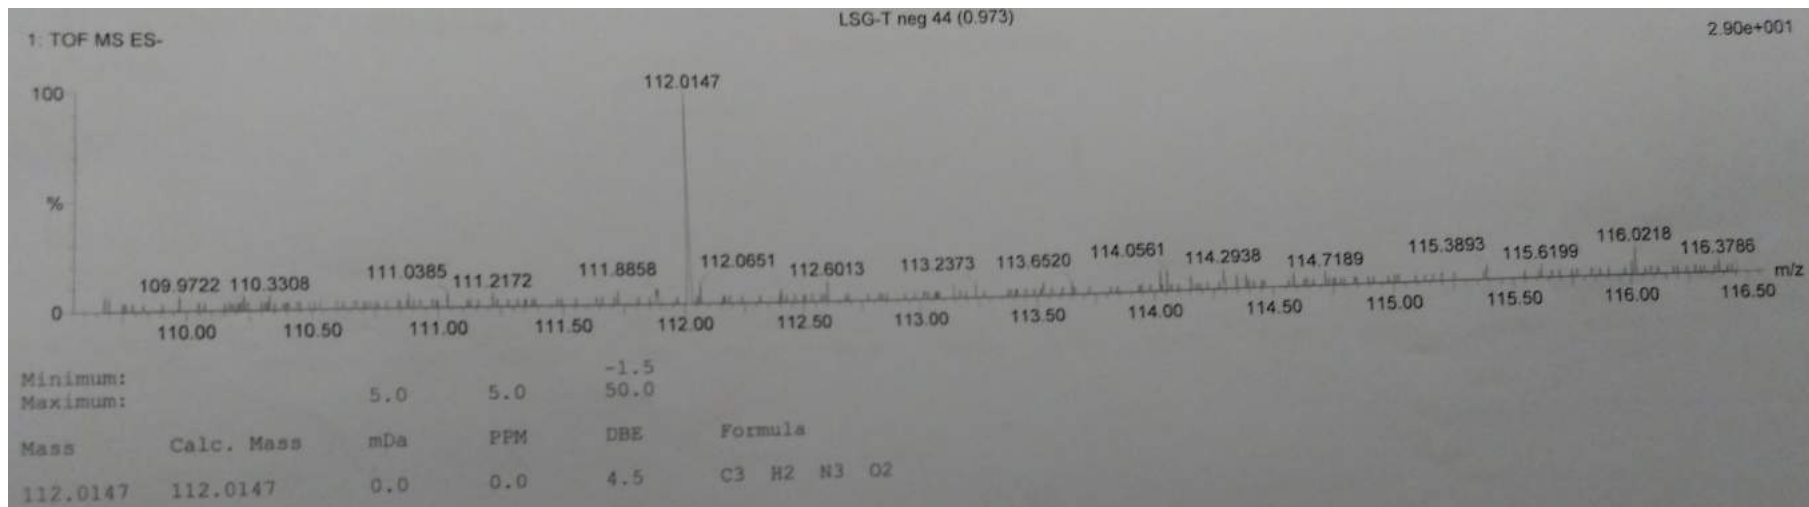 LSG-T neg 44 (0.973)
1: TOF MS ES-
2.90e+001
112.0147
100
%
0
109.9722 110.3308 111.0385 111.2172 111.8858 112.0651 112.6013 113.2373 113.6520 114.0561 114.2938 114.7189 115.3893 115.6199 116.0218 116.3786
m/z
110.00 110.50 111.00 111.50 112.00 112.50 113.00 113.50 114.00 114.50 115.00 115.50 116.00 116.50
Minimum: -1.5
Maximum: 5.0 5.0 50.0
Mass Calc. Mass mDa PPM DBE Formula
112.0147 112.0147 0.0 0.0 4.5 C3 H2 N3 O2